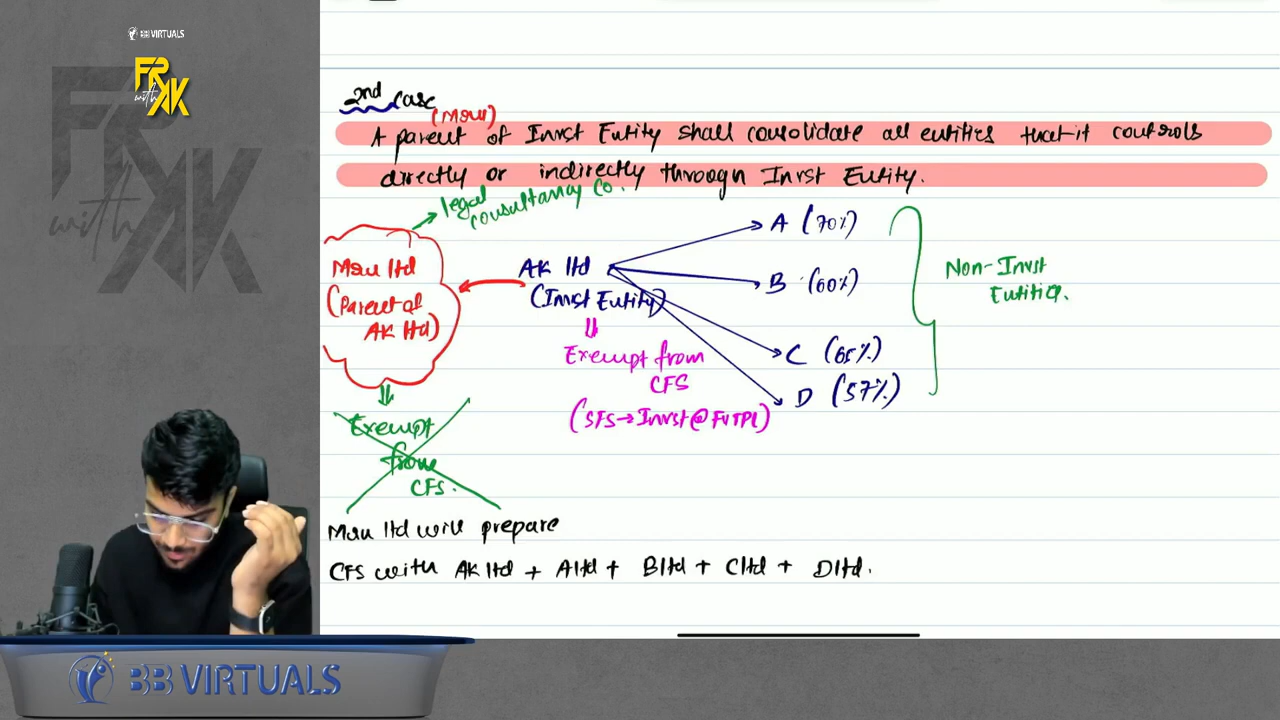 BB VIRTUALS
FR
with
AK
2nd Case
(Mou)
A parent of Invst Entity shall consolidate all entities that it controls
directly or indirectly through Invst Entity.
legal
consultancy Co.
Mou ltd
(Parent of
AK ltd)
AK ltd
(Invst Entity)
A (70%)
B (60%)
C (65%)
D (57%)
Non-Invst
Entities.
Exempt from
CFS
(SFS→Invst@FVTPL)
Exempt
from
CFS.
Mou ltd will prepare
CFS with AK ltd + A ltd + B ltd + C ltd + D ltd.
BB VIRTUALS